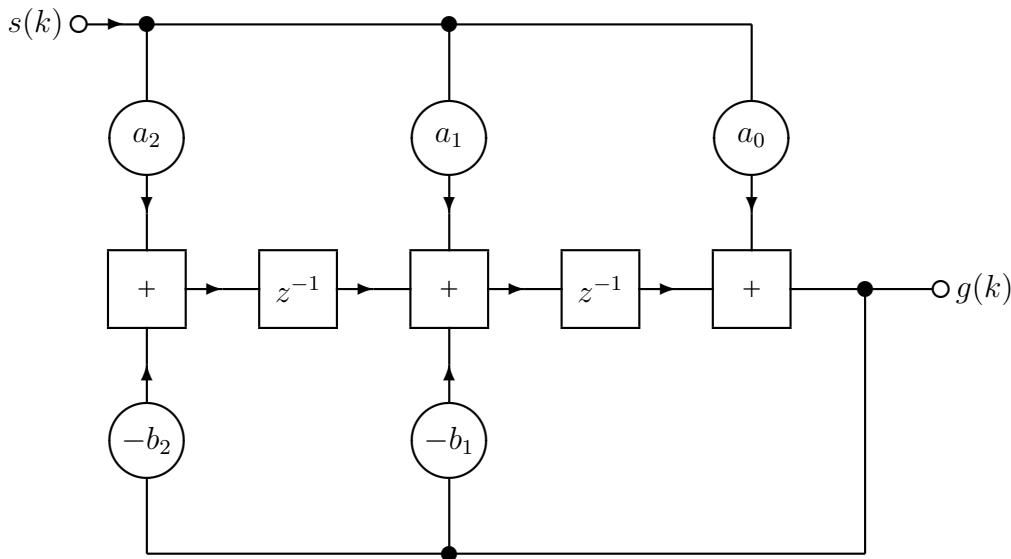 s(k)
a₂ a₁ a₀
+ z⁻¹ + z⁻¹ + g(k)
−b₂ −b₁